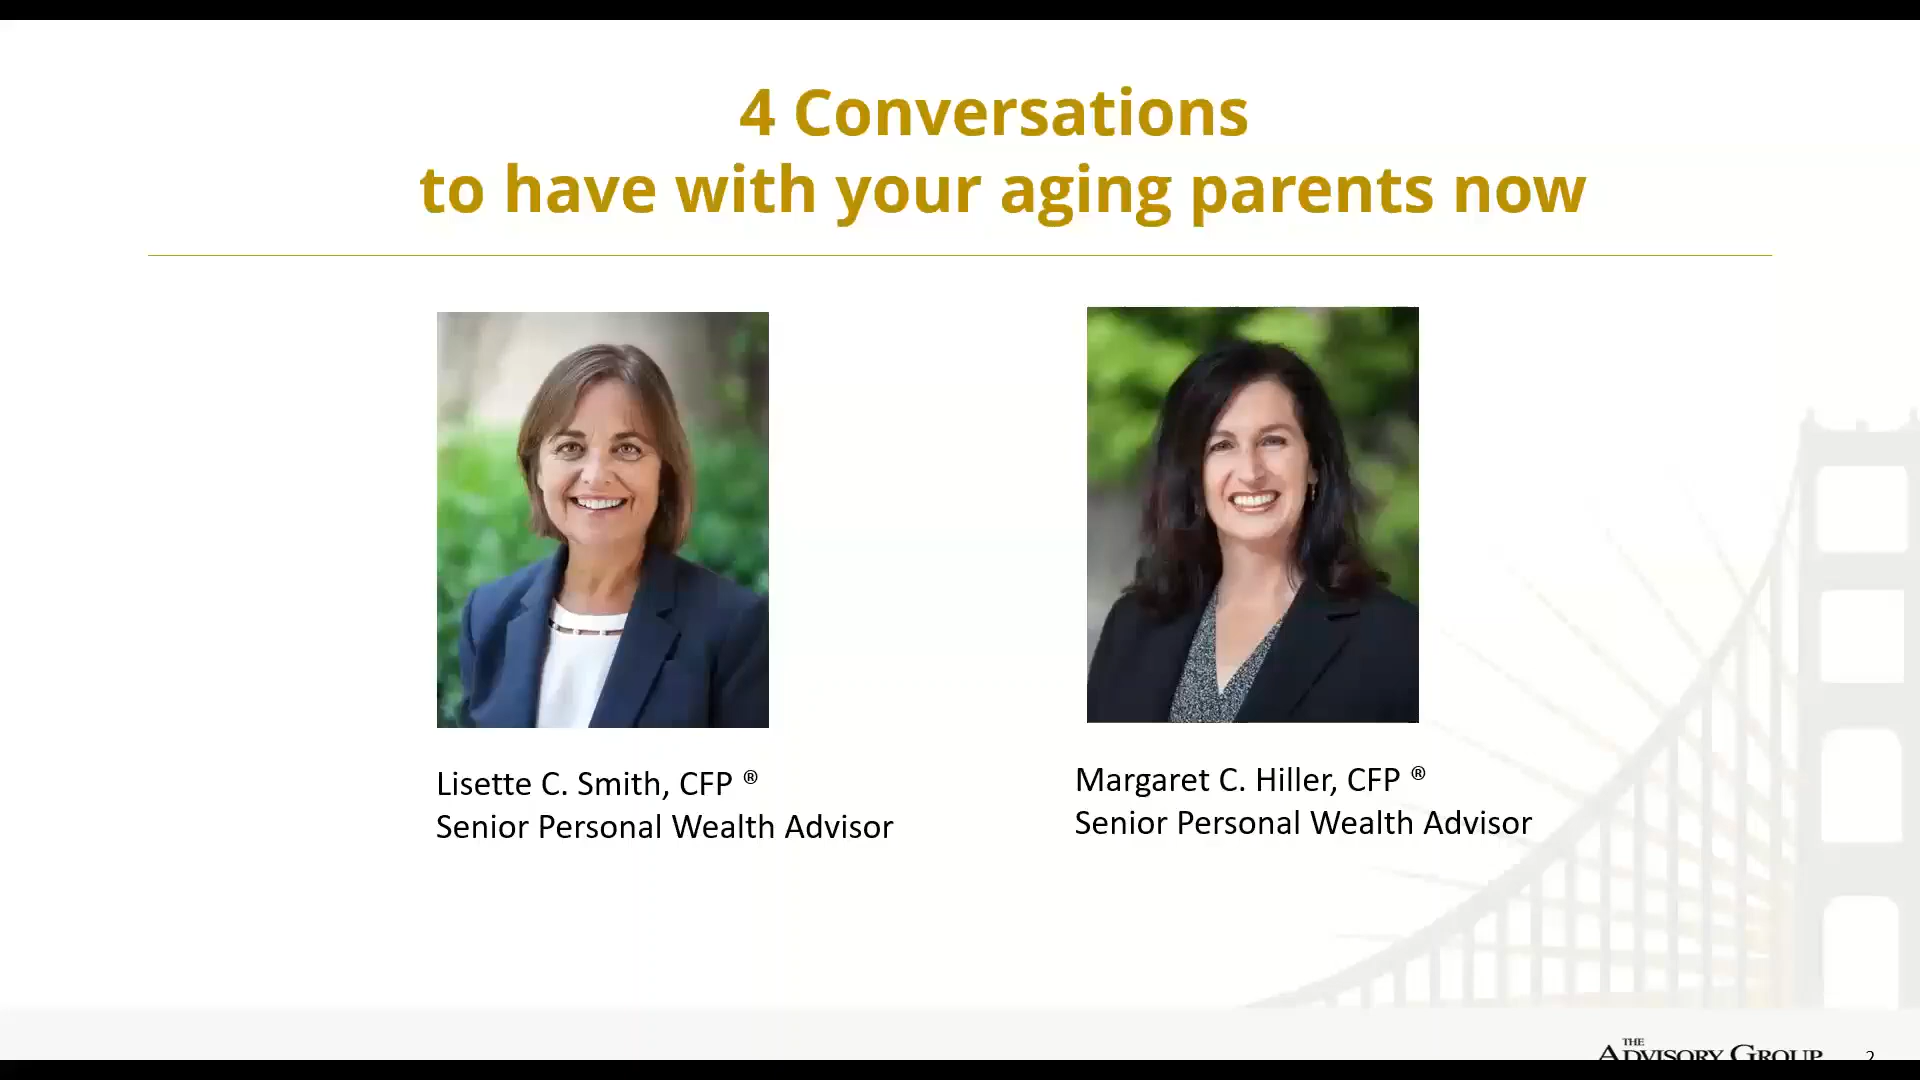 4 Conversations
to have with your aging parents now
Lisette C. Smith, CFP ®
Senior Personal Wealth Advisor
Margaret C. Hiller, CFP ®
Senior Personal Wealth Advisor
THE
ADVISORY GROUP
2